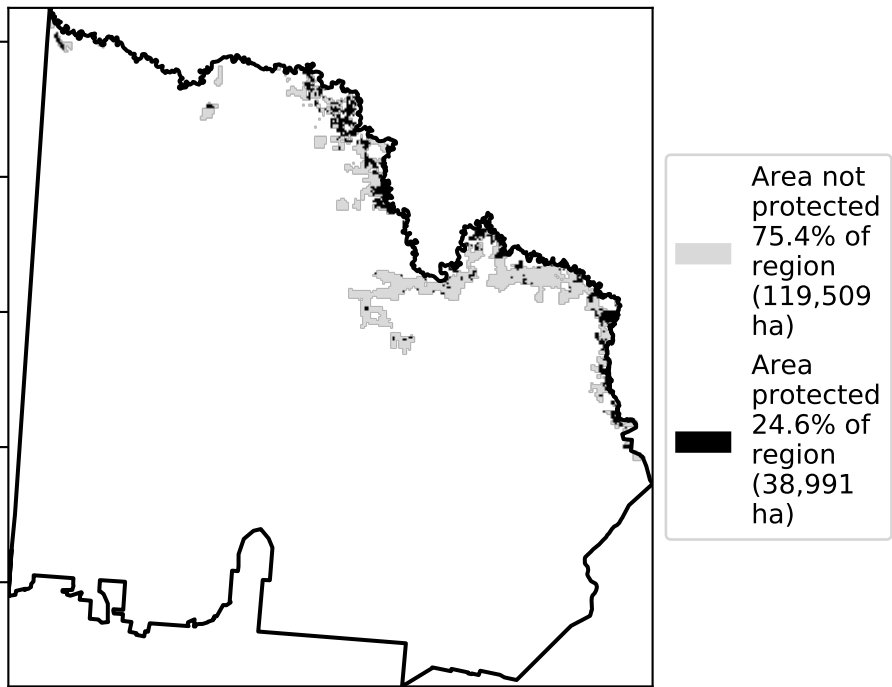 Area not
protected
75.4% of
region
(119,509
ha)
Area
protected
24.6% of
region
(38,991
ha)